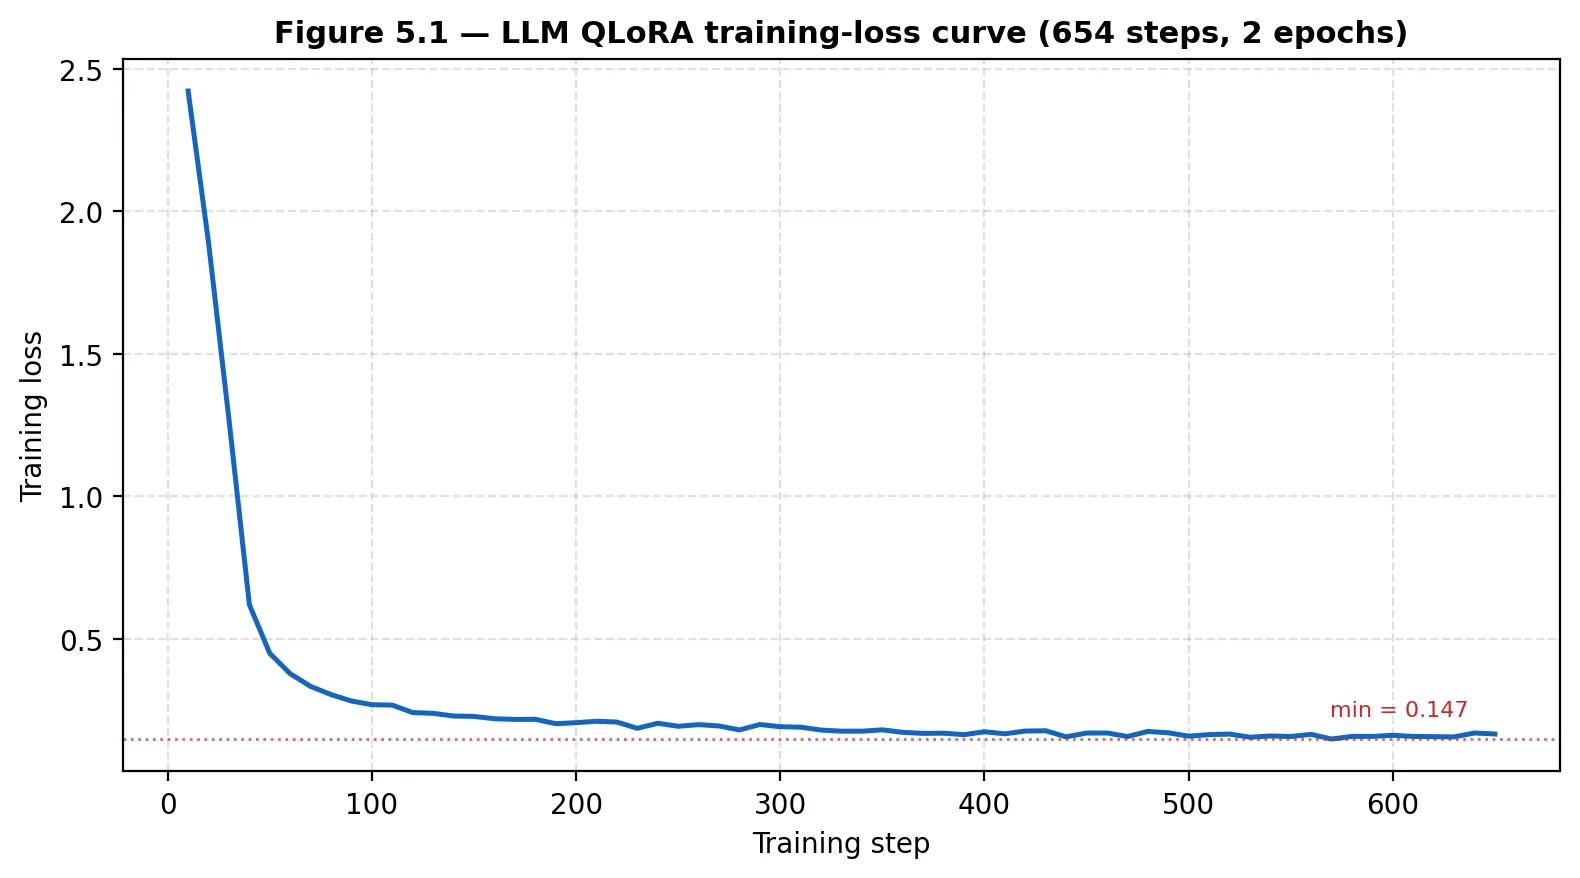 Figure 5.1 — LLM QLoRA training-loss curve (654 steps, 2 epochs)
2.5
2.0
1.5
1.0
0.5
Training loss
min = 0.147
0 100 200 300 400 500 600
Training step